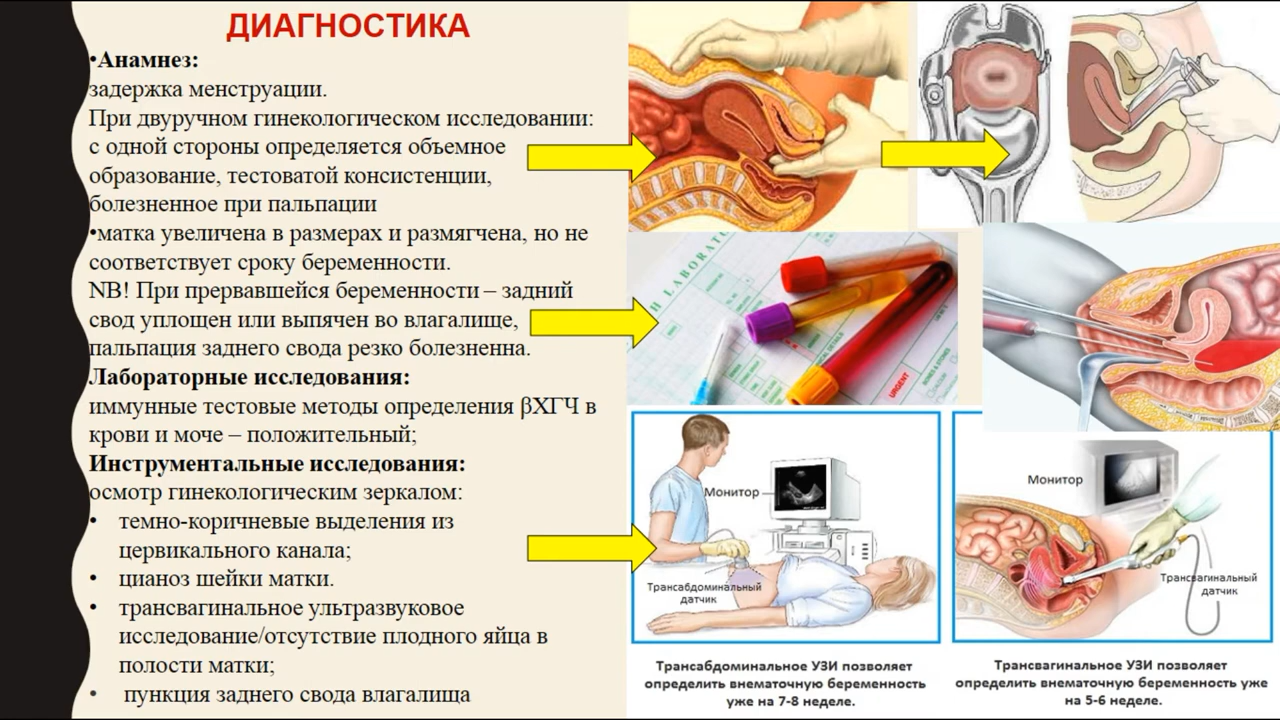 ДИАГНОСТИКА
•Анамнез:
задержка менструации.
При двуручном гинекологическом исследовании:
с одной стороны определяется объемное
образование, тестоватой консистенции,
болезненное при пальпации
•матка увеличена в размерах и размягчена, но не
соответствует сроку беременности.
NB! При прервавшейся беременности – задний
свод уплощен или выпячен во влагалище,
пальпация заднего свода резко болезненна.
Лабораторные исследования:
иммунные тестовые методы определения βХГЧ в
крови и моче – положительный;
Инструментальные исследования:
осмотр гинекологическим зеркалом:
• темно-коричневые выделения из
цервикального канала;
• цианоз шейки матки.
• трансвагинальное ультразвуковое
исследование/отсутствие плодного яйца в
полости матки;
• пункция заднего свода влагалища
URGENT
Монитор
Трансабдоминальный
датчик
Трансабдоминальное УЗИ позволяет
определить внематочную беременность
уже на 7-8 неделе.
Монитор
Трансвагинальный
датчик
Трансвагинальное УЗИ позволяет
определить внематочную беременность уже
на 5-6 неделе.